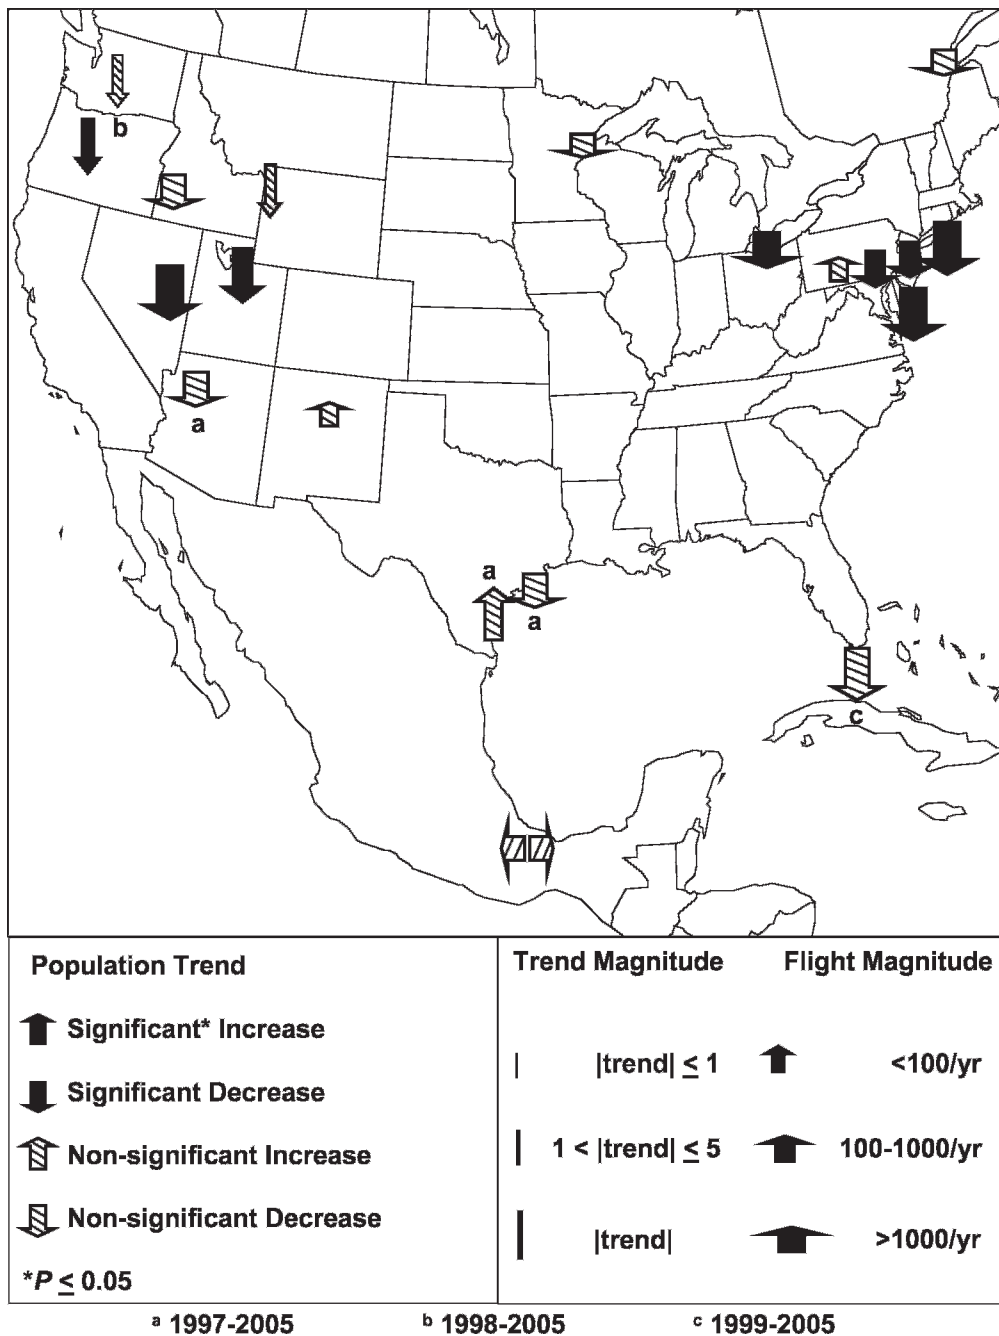 b
a
a
a
c
Population Trend
Significant* Increase
Significant Decrease
Non-significant Increase
Non-significant Decrease
*P ≤ 0.05
Trend Magnitude Flight Magnitude
|trend| ≤ 1 <100/yr
1 < |trend| ≤ 5 100-1000/yr
|trend| >1000/yr
a 1997-2005 b 1998-2005 c 1999-2005